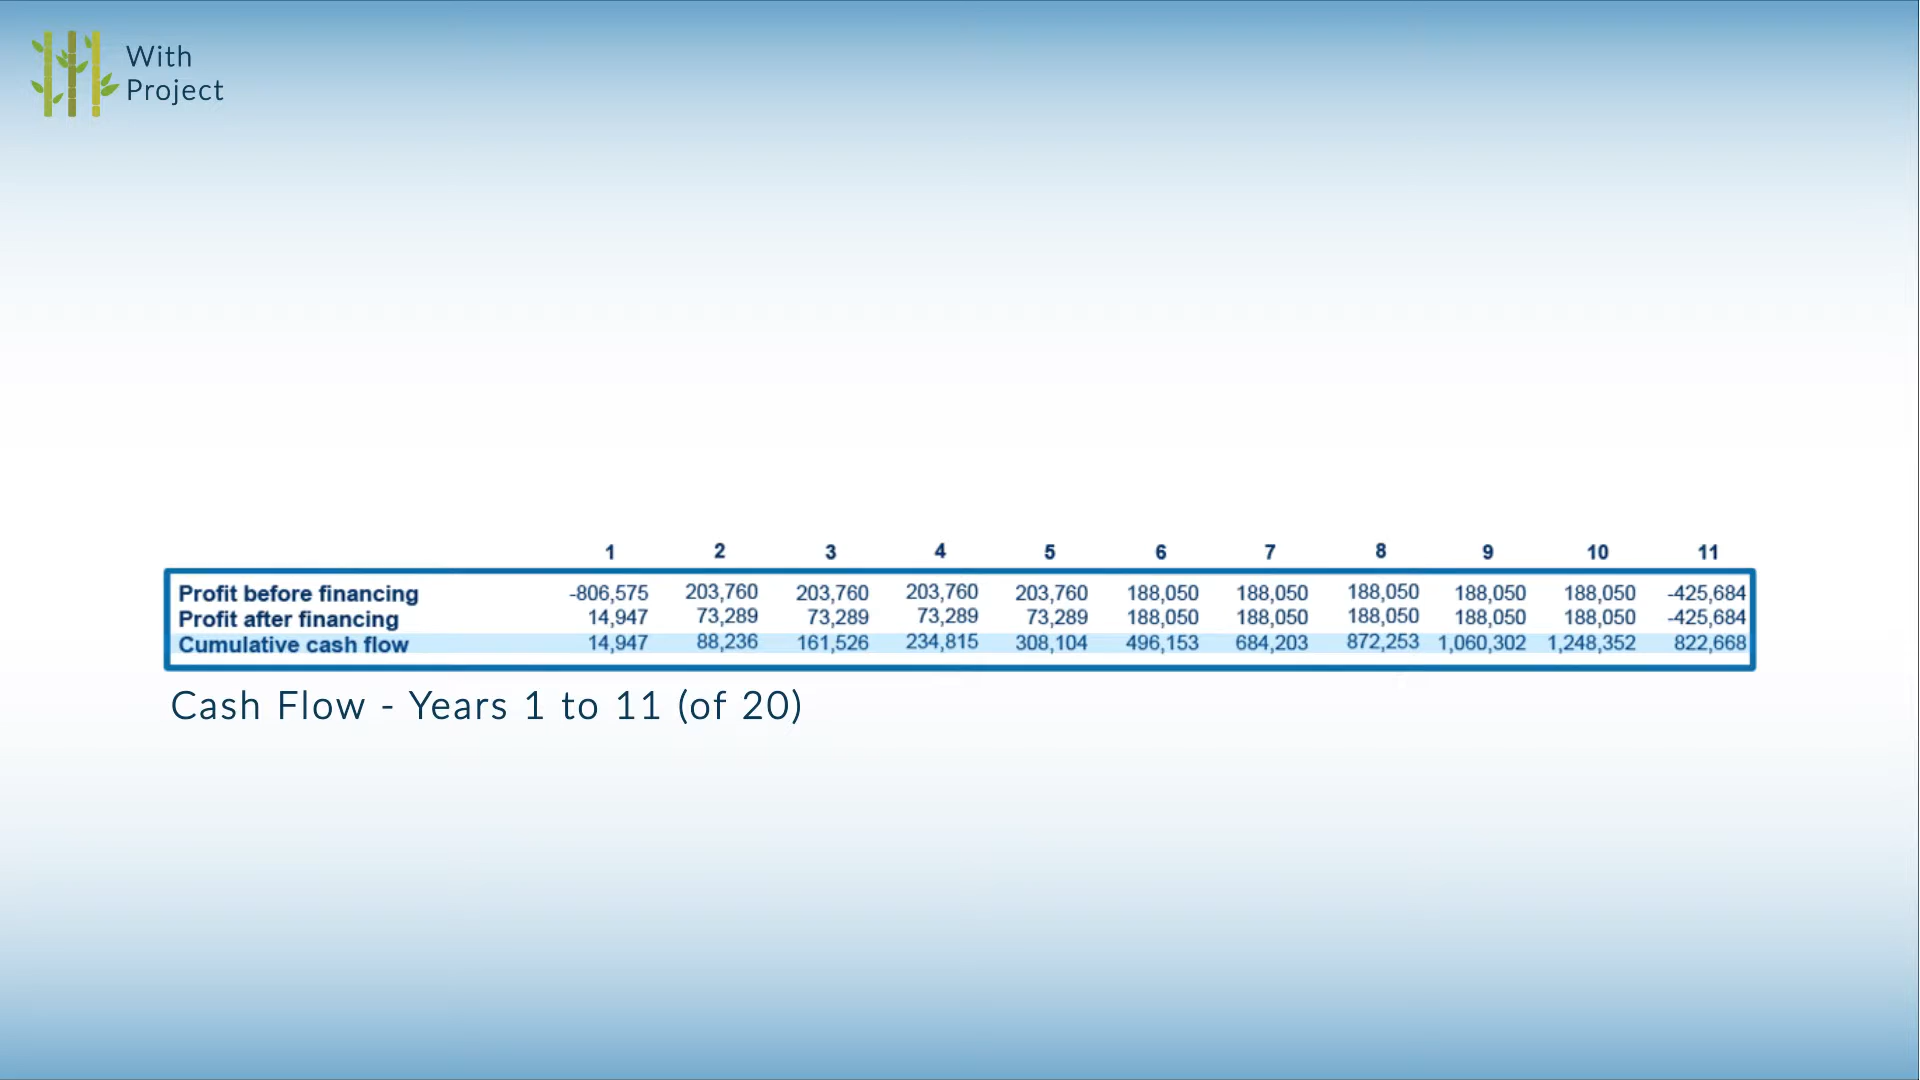 With
Project
1 2 3 4 5 6 7 8 9 10 11
Profit before financing -806,575 203,760 203,760 203,760 203,760 188,050 188,050 188,050 188,050 188,050 -425,684
Profit after financing 14,947 73,289 73,289 73,289 73,289 188,050 188,050 188,050 188,050 188,050 -425,684
Cumulative cash flow 14,947 88,236 161,526 234,815 308,104 496,153 684,203 872,253 1,060,302 1,248,352 822,668
Cash Flow - Years 1 to 11 (of 20)